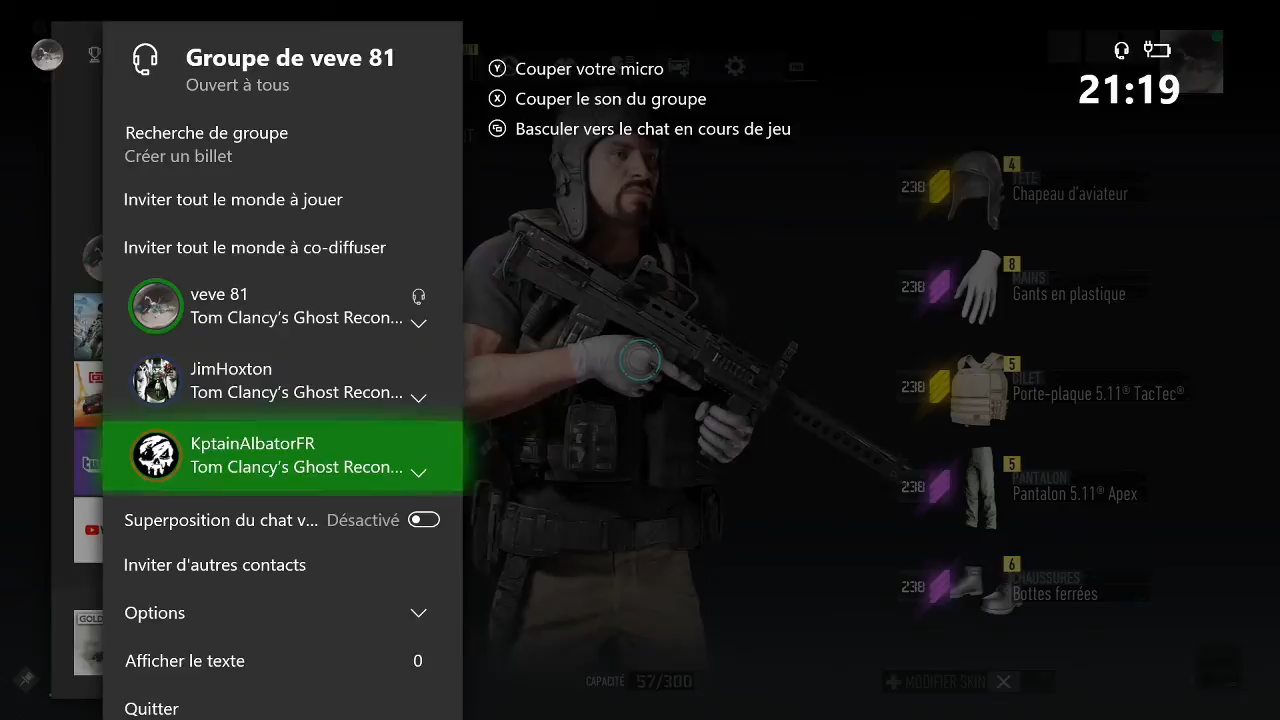 Groupe de veve 81
Ouvert à tous
Recherche de groupe
Créer un billet
Inviter tout le monde à jouer
Inviter tout le monde à co-diffuser
veve 81
Tom Clancy's Ghost Recon...
JimHoxton
Tom Clancy's Ghost Recon...
KptainAlbatorFR
Tom Clancy's Ghost Recon...
Superposition du chat v... Désactivé
Inviter d'autres contacts
Options
Afficher le texte 0
Quitter
Y Couper votre micro
X Couper le son du groupe
Basculer vers le chat en cours de jeu
21:19
238 4 TÊTE
Chapeau d'aviateur
238 8 MAINS
Gants en plastique
238 5 GILET
Porte-plaque 5.11® TacTec®
238 5 PANTALON
Pantalon 5.11® Apex
238 6 CHAUSSURES
Bottes ferrées
CAPACITÉ 57/300
MODIFIER SKIN X